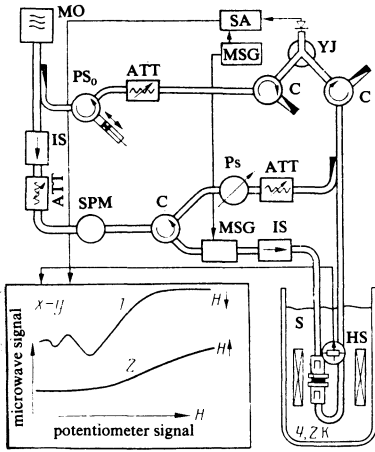 MO
SA
YJ
MSG
PS₀
ATT
C
C
IS
ATT
SPM
C
Ps
ATT
MSG
IS
x-y
1
H↓
2
H↑
microwave signal
H
potentiometer signal
S
HS
4,2 K